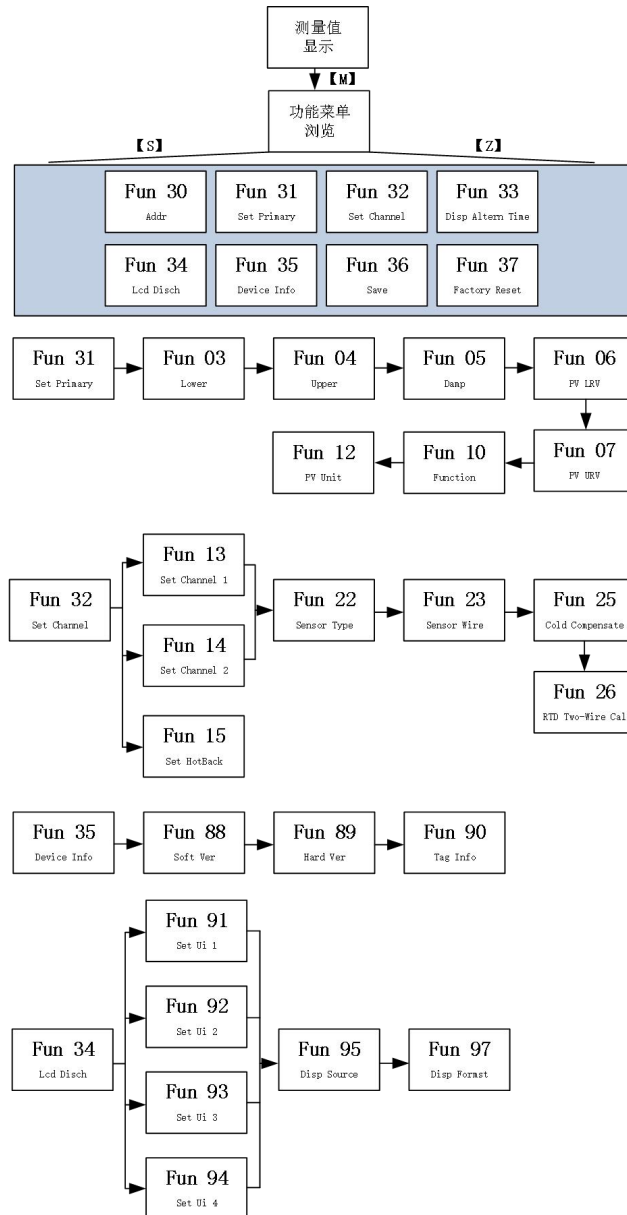 测量值
显示
【M】
功能菜单
浏览
【S】
【Z】
Fun 30
Addr
Fun 31
Set Primary
Fun 32
Set Channel
Fun 33
Disp Altern Time
Fun 34
Lcd Disch
Fun 35
Device Info
Fun 36
Save
Fun 37
Factory Reset
Fun 31
Set Primary
Fun 03
Lower
Fun 04
Upper
Fun 05
Damp
Fun 06
PV LRV
Fun 12
PV Unit
Fun 10
Function
Fun 07
PV URV
Fun 32
Set Channel
Fun 13
Set Channel 1
Fun 14
Set Channel 2
Fun 15
Set HotBack
Fun 22
Sensor Type
Fun 23
Sensor Wire
Fun 25
Cold Compensate
Fun 26
RTD Two-Wire Cal
Fun 35
Device Info
Fun 88
Soft Ver
Fun 89
Hard Ver
Fun 90
Tag Info
Fun 34
Lcd Disch
Fun 91
Set Ui 1
Fun 92
Set Ui 2
Fun 93
Set Ui 3
Fun 94
Set Ui 4
Fun 95
Disp Source
Fun 97
Disp Formst